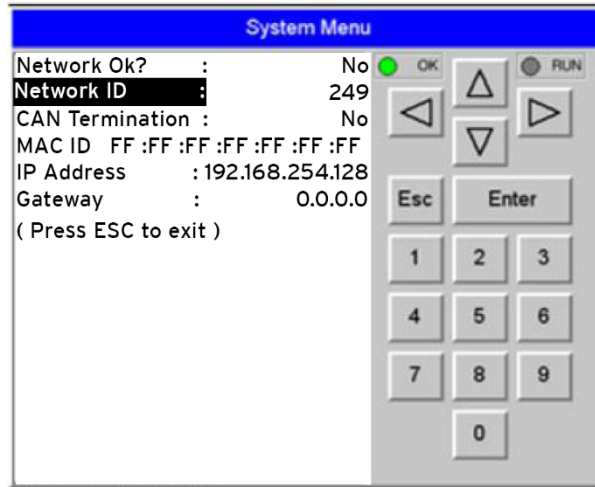 System Menu
Network Ok? : No
Network ID : 249
CAN Termination : No
MAC ID FF :FF :FF :FF :FF :FF :FF
IP Address : 192.168.254.128
Gateway : 0.0.0.0
( Press ESC to exit )
OK
RUN
Esc
Enter
1 2 3
4 5 6
7 8 9
0